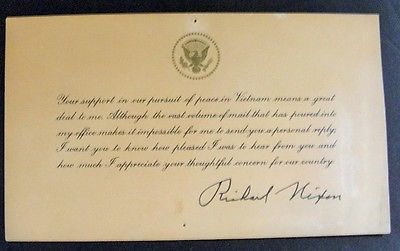 Your support in our pursuit of peace in Vietnam means a great
deal to me. Although the vast volume of mail that has poured into
my office makes it impossible for me to send you a personal reply,
I want you to know how pleased I was to hear from you and
how much I appreciate your thoughtful concern for our country.
Richard Nixon